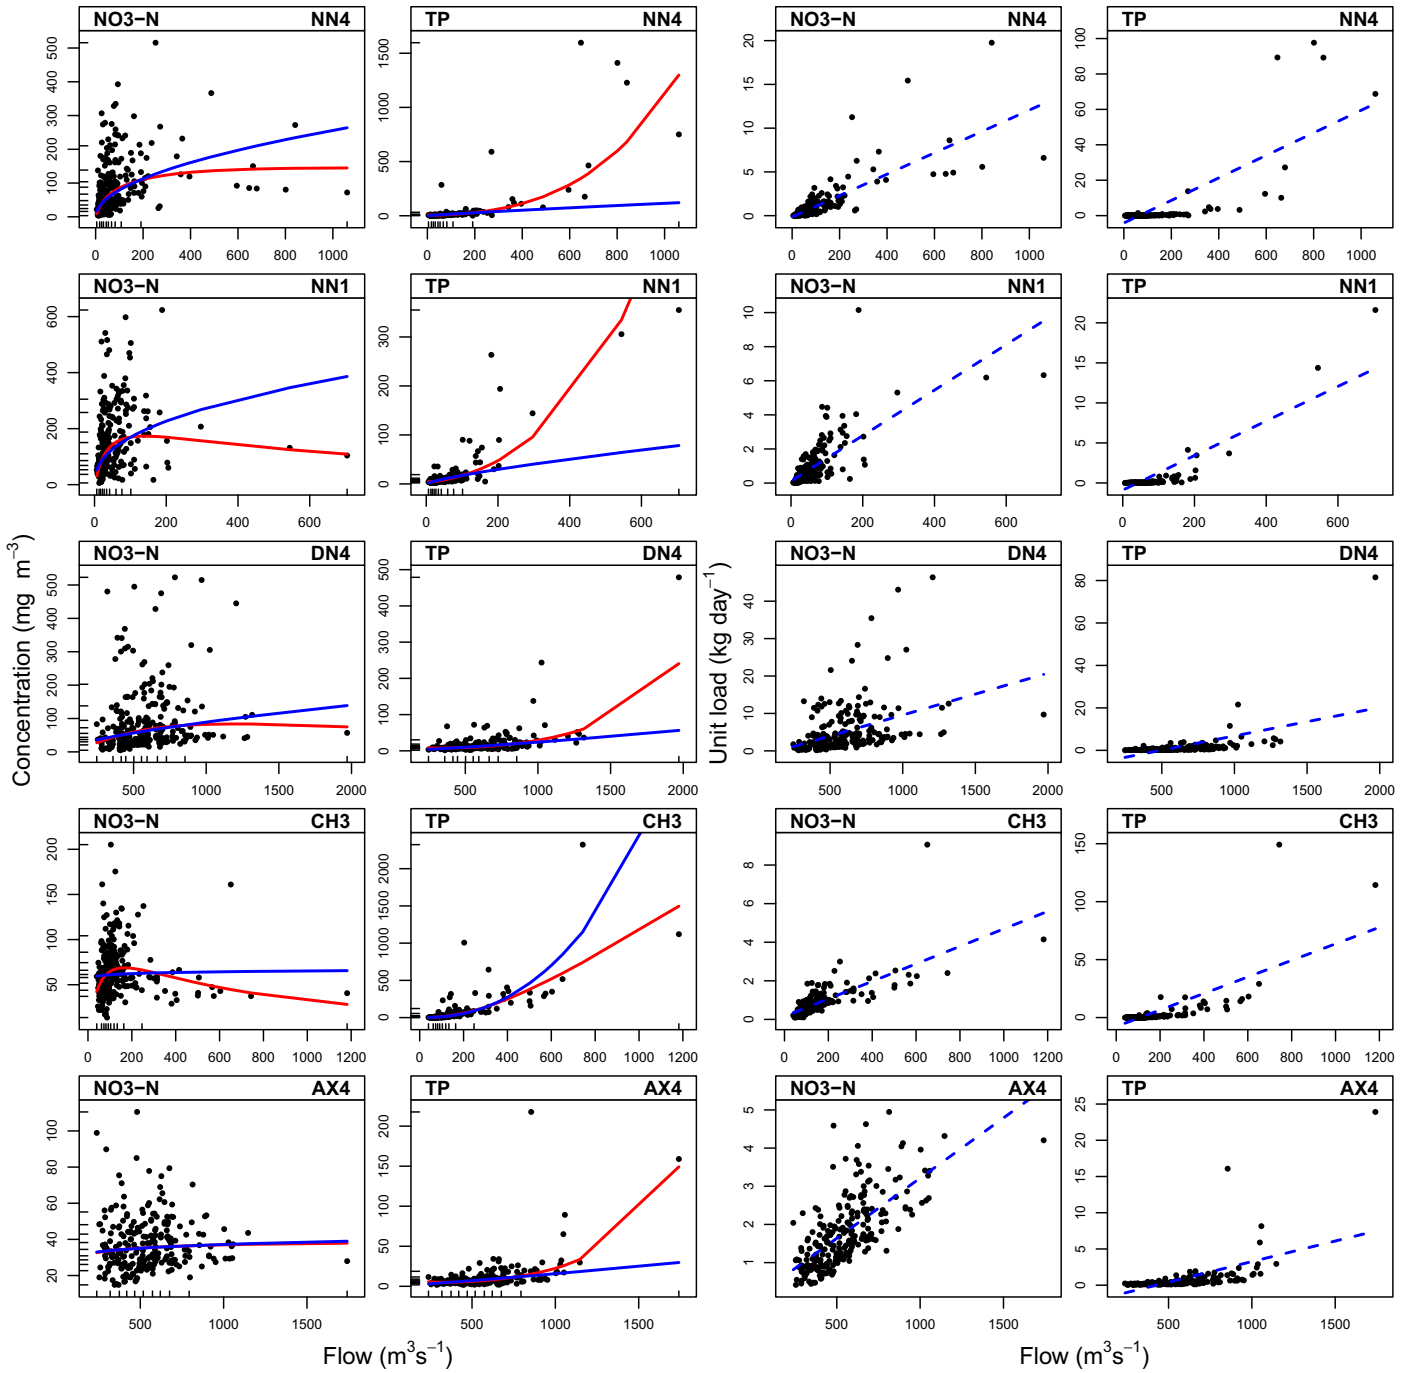 NO3−N NN4 TP NN4 NO3−N NN4 TP NN4
0 100 200 300 400 500
0 200 400 600 800 1000
0 500 1000 1500
0 200 400 600 800 1000
0 5 10 15 20
0 200 400 600 800 1000
0 20 40 60 80 100
0 200 400 600 800 1000
NO3−N NN1 TP NN1 NO3−N NN1 TP NN1
0 200 400 600
0 200 400 600
0 100 200 300
0 200 400 600
0 2 4 6 8 10
0 200 400 600
0 5 10 15 20
0 200 400 600
NO3−N DN4 TP DN4 NO3−N DN4 TP DN4
0 100 200 300 400 500
500 1000 1500 2000
0 100 200 300 400 500
500 1000 1500 2000
0 10 20 30 40
500 1000 1500 2000
0 20 40 60 80
500 1000 1500 2000
NO3−N CH3 TP CH3 NO3−N CH3 TP CH3
50 100 150 200
0 200 400 600 800 1000 1200
0 500 1000 1500 2000
0 200 400 600 800 1000 1200
0 2 4 6 8
0 200 400 600 800 1000 1200
0 50 100 150
0 200 400 600 800 1000 1200
NO3−N AX4 TP AX4 NO3−N AX4 TP AX4
20 40 60 80 100
500 1000 1500
0 50 100 150 200
500 1000 1500
1 2 3 4 5
500 1000 1500
0 5 10 15 20 25
500 1000 1500
Concentration (mg m⁻³)
Unit load (kg day⁻¹)
Flow (m³s⁻¹)
Flow (m³s⁻¹)